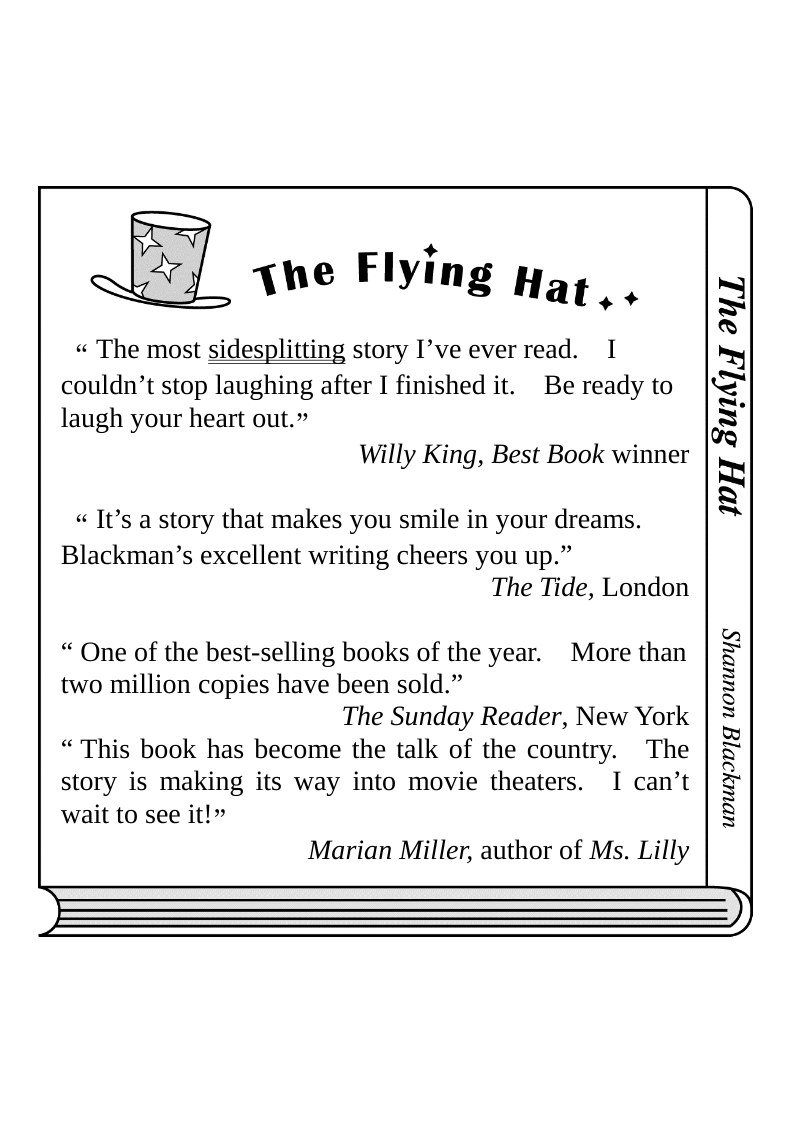 The Flying Hat
“ The most sidesplitting story I’ve ever read. I
couldn’t stop laughing after I finished it. Be ready to
laugh your heart out.”
Willy King, Best Book winner
“ It’s a story that makes you smile in your dreams.
Blackman’s excellent writing cheers you up.”
The Tide, London
“ One of the best-selling books of the year. More than
two million copies have been sold.”
The Sunday Reader, New York
“ This book has become the talk of the country. The
story is making its way into movie theaters. I can’t
wait to see it!”
Marian Miller, author of Ms. Lilly
The Flying Hat
Shannon Blackman